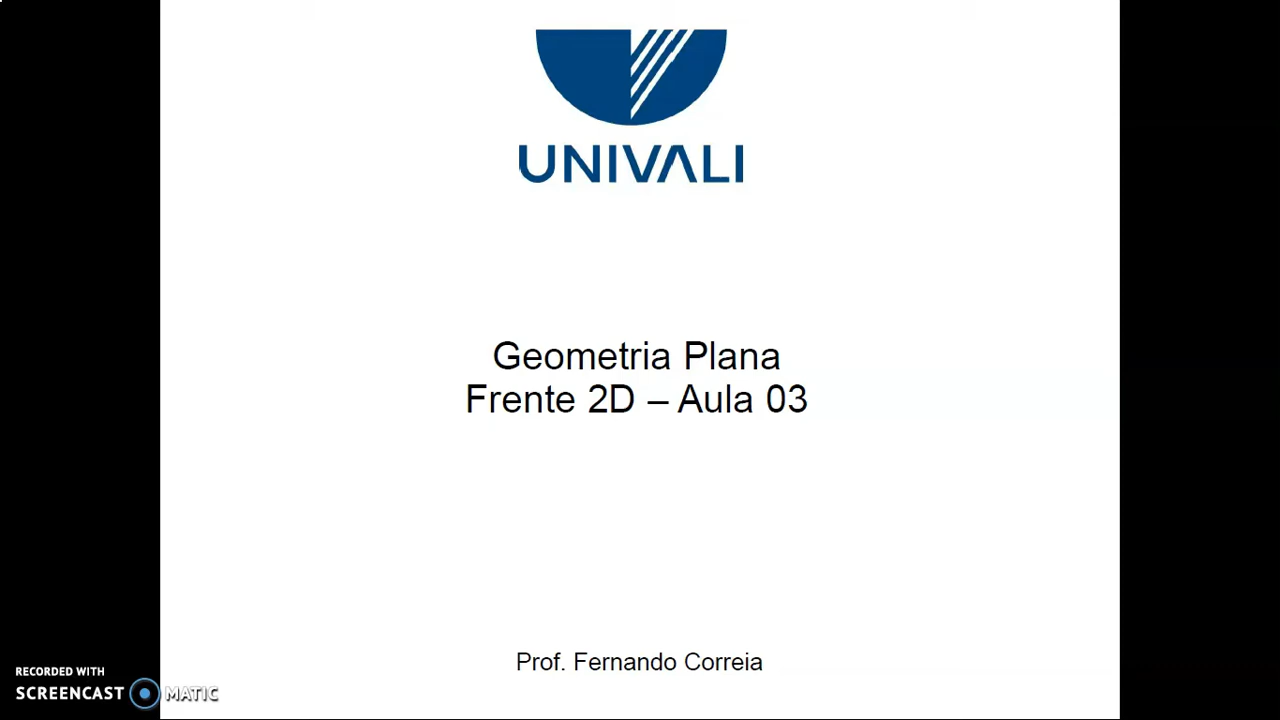 UNIVALI
Geometria Plana
Frente 2D – Aula 03
Prof. Fernando Correia
RECORDED WITH
SCREENCAST MATIC